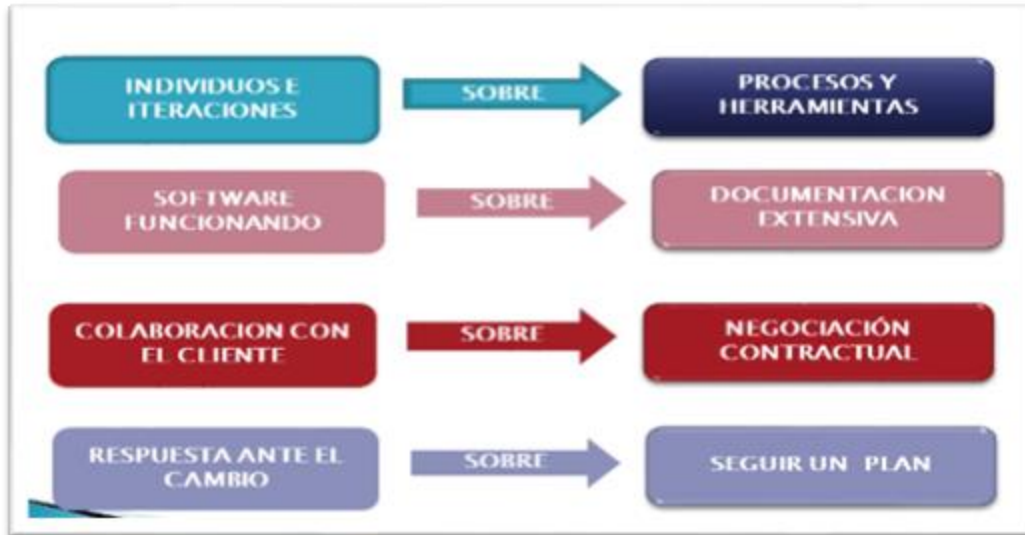 INDIVIDUOS E
ITERACIONES
SOBRE
PROCESOS Y
HERRAMIENTAS
SOFTWARE
FUNCIONANDO
SOBRE
DOCUMENTACION
EXTENSIVA
COLABORACION CON
EL CLIENTE
SOBRE
NEGOCIACIÓN
CONTRACTUAL
RESPUESTA ANTE EL
CAMBIO
SOBRE
SEGUIR UN PLAN